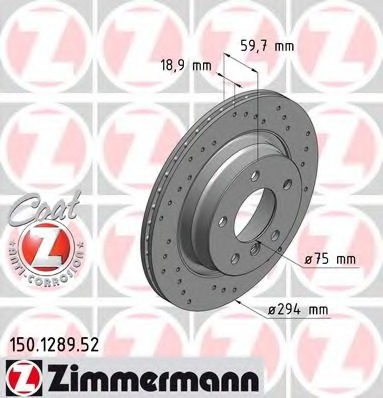 59,7 mm
18,9 mm
Coat
Z
ANTI-CORROSION
ø75 mm
ø294 mm
150.1289.52
Z Zimmermann